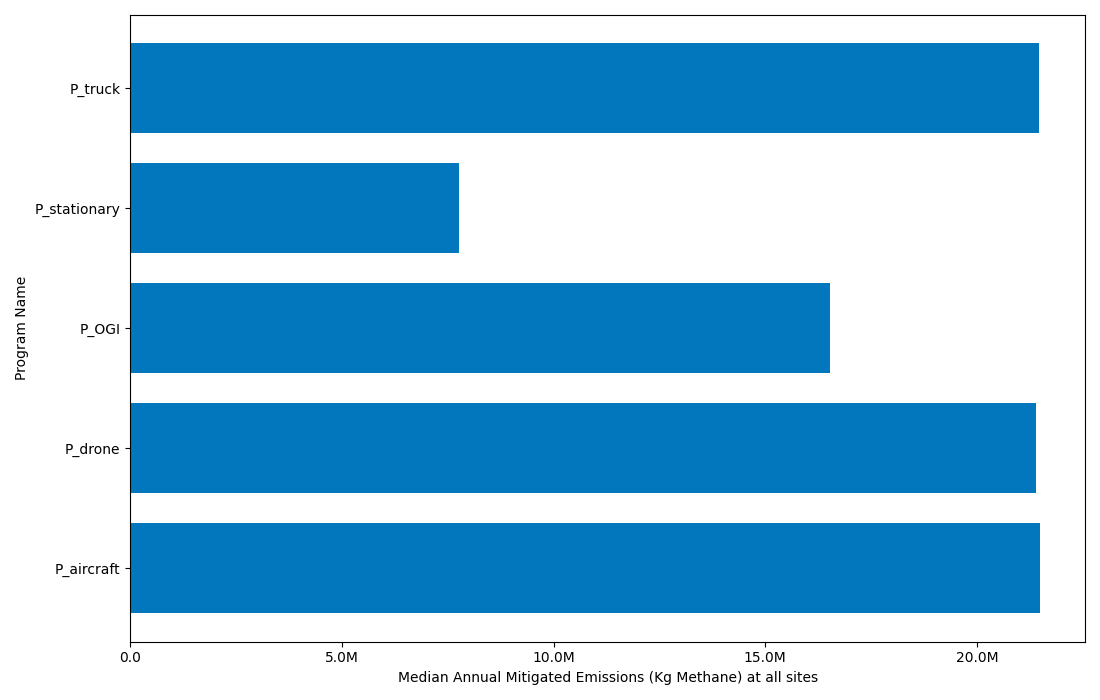 P_truck
P_stationary
P_OGI
P_drone
P_aircraft
Program Name
0.0 5.0M 10.0M 15.0M 20.0M
Median Annual Mitigated Emissions (Kg Methane) at all sites